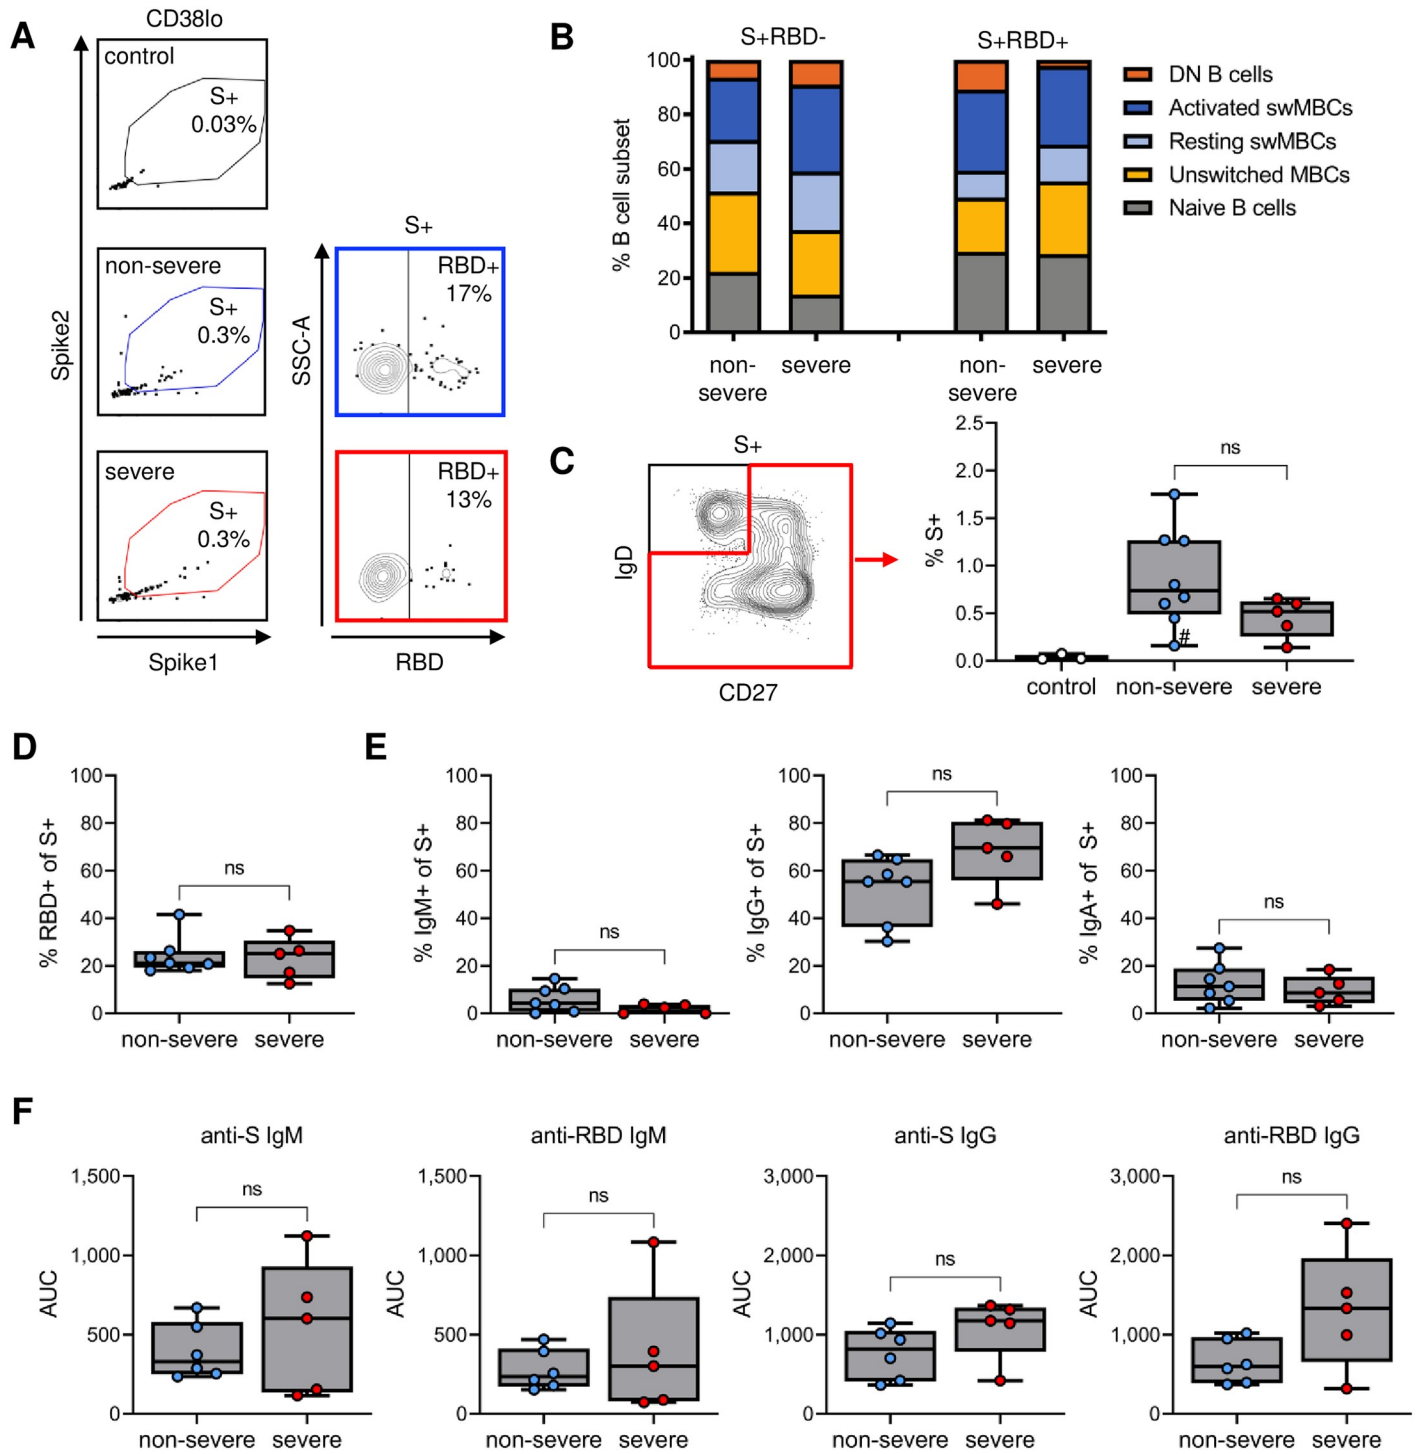 A
CD38lo
control
S+
0.03%
non-severe
S+
0.3%
severe
S+
0.3%
Spike2
Spike1
S+
RBD+
17%
RBD+
13%
SSC-A
RBD
B
S+RBD-
S+RBD+
% B cell subset
100
80
60
40
20
0
non-
severe
severe
non-
severe
severe
DN B cells
Activated swMBCs
Resting swMBCs
Unswitched MBCs
Naive B cells
C
S+
IgD
CD27
% S+
2.5
2.0
1.5
1.0
0.5
0.0
ns
#
control
non-severe
severe
D
% RBD+ of S+
100
80
60
40
20
0
ns
non-severe
severe
E
% IgM+ of S+
100
80
60
40
20
0
ns
non-severe
severe
% IgG+ of S+
100
80
60
40
20
0
ns
non-severe
severe
% IgA+ of S+
100
80
60
40
20
0
ns
non-severe
severe
F
anti-S IgM
AUC
1,500
1,000
500
0
ns
non-severe
severe
anti-RBD IgM
AUC
1,500
1,000
500
0
ns
non-severe
severe
anti-S IgG
AUC
3,000
2,000
1,000
0
ns
non-severe
severe
anti-RBD IgG
AUC
3,000
2,000
1,000
0
ns
non-severe
severe